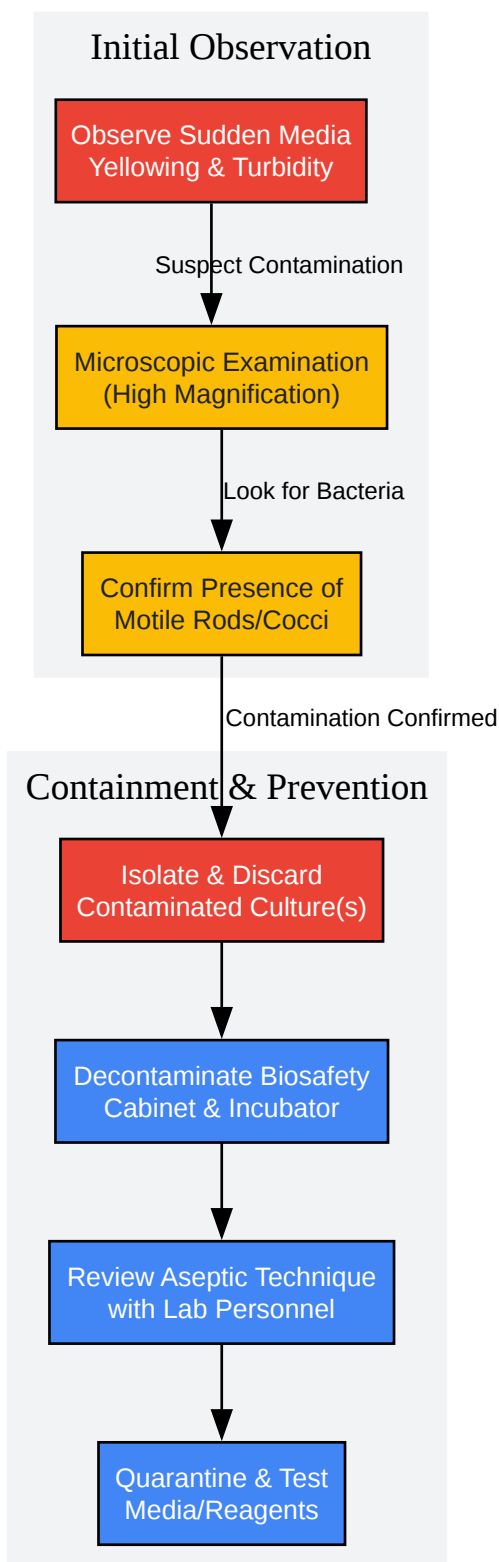 Initial Observation
Observe Sudden Media
Yellowing & Turbidity
Suspect Contamination
Microscopic Examination
(High Magnification)
Look for Bacteria
Confirm Presence of
Motile Rods/Cocci
Contamination Confirmed
Containment & Prevention
Isolate & Discard
Contaminated Culture(s)
Decontaminate Biosafety
Cabinet & Incubator
Review Aseptic Technique
with Lab Personnel
Quarantine & Test
Media/Reagents